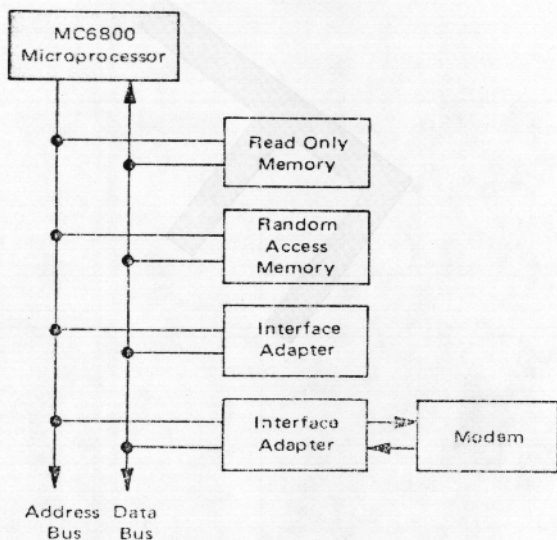 MC6800
Microprocessor
Read Only
Memory
Random
Access
Memory
Interface
Adapter
Interface
Adapter
Modem
Address Data
Bus Bus